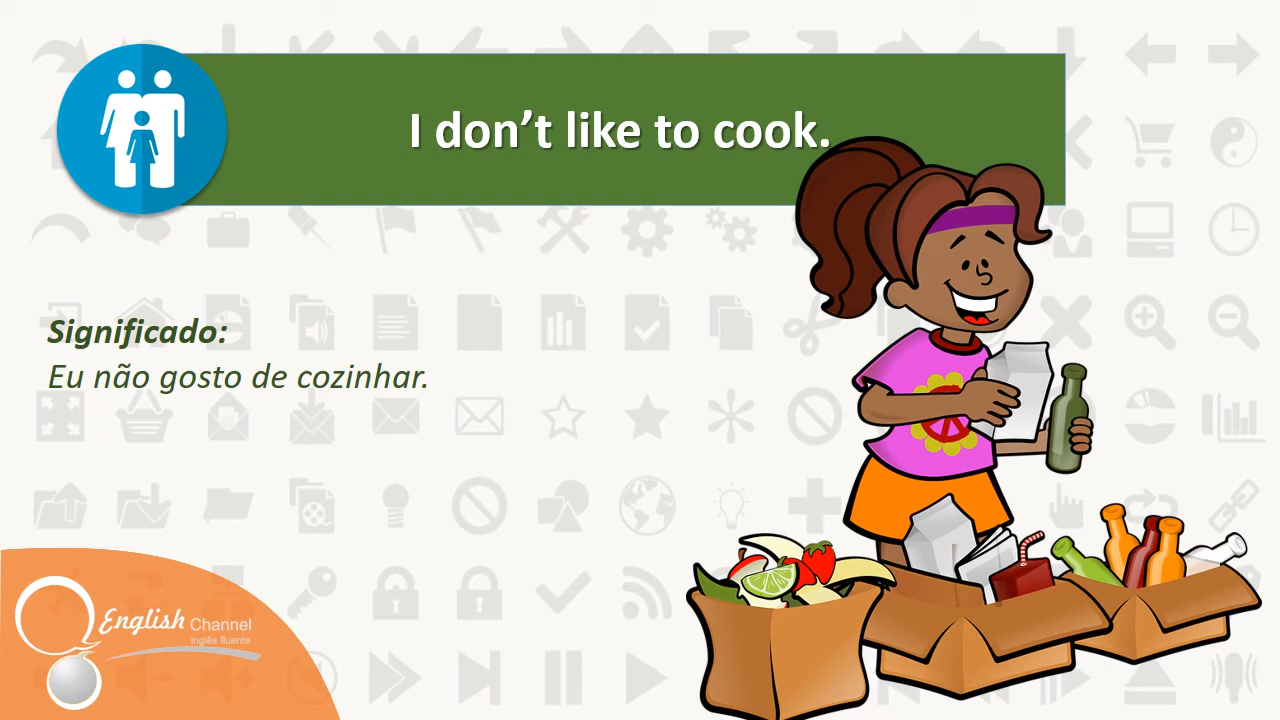 I don’t like to cook.
Significado:
Eu não gosto de cozinhar.
English Channel
inglês fluente